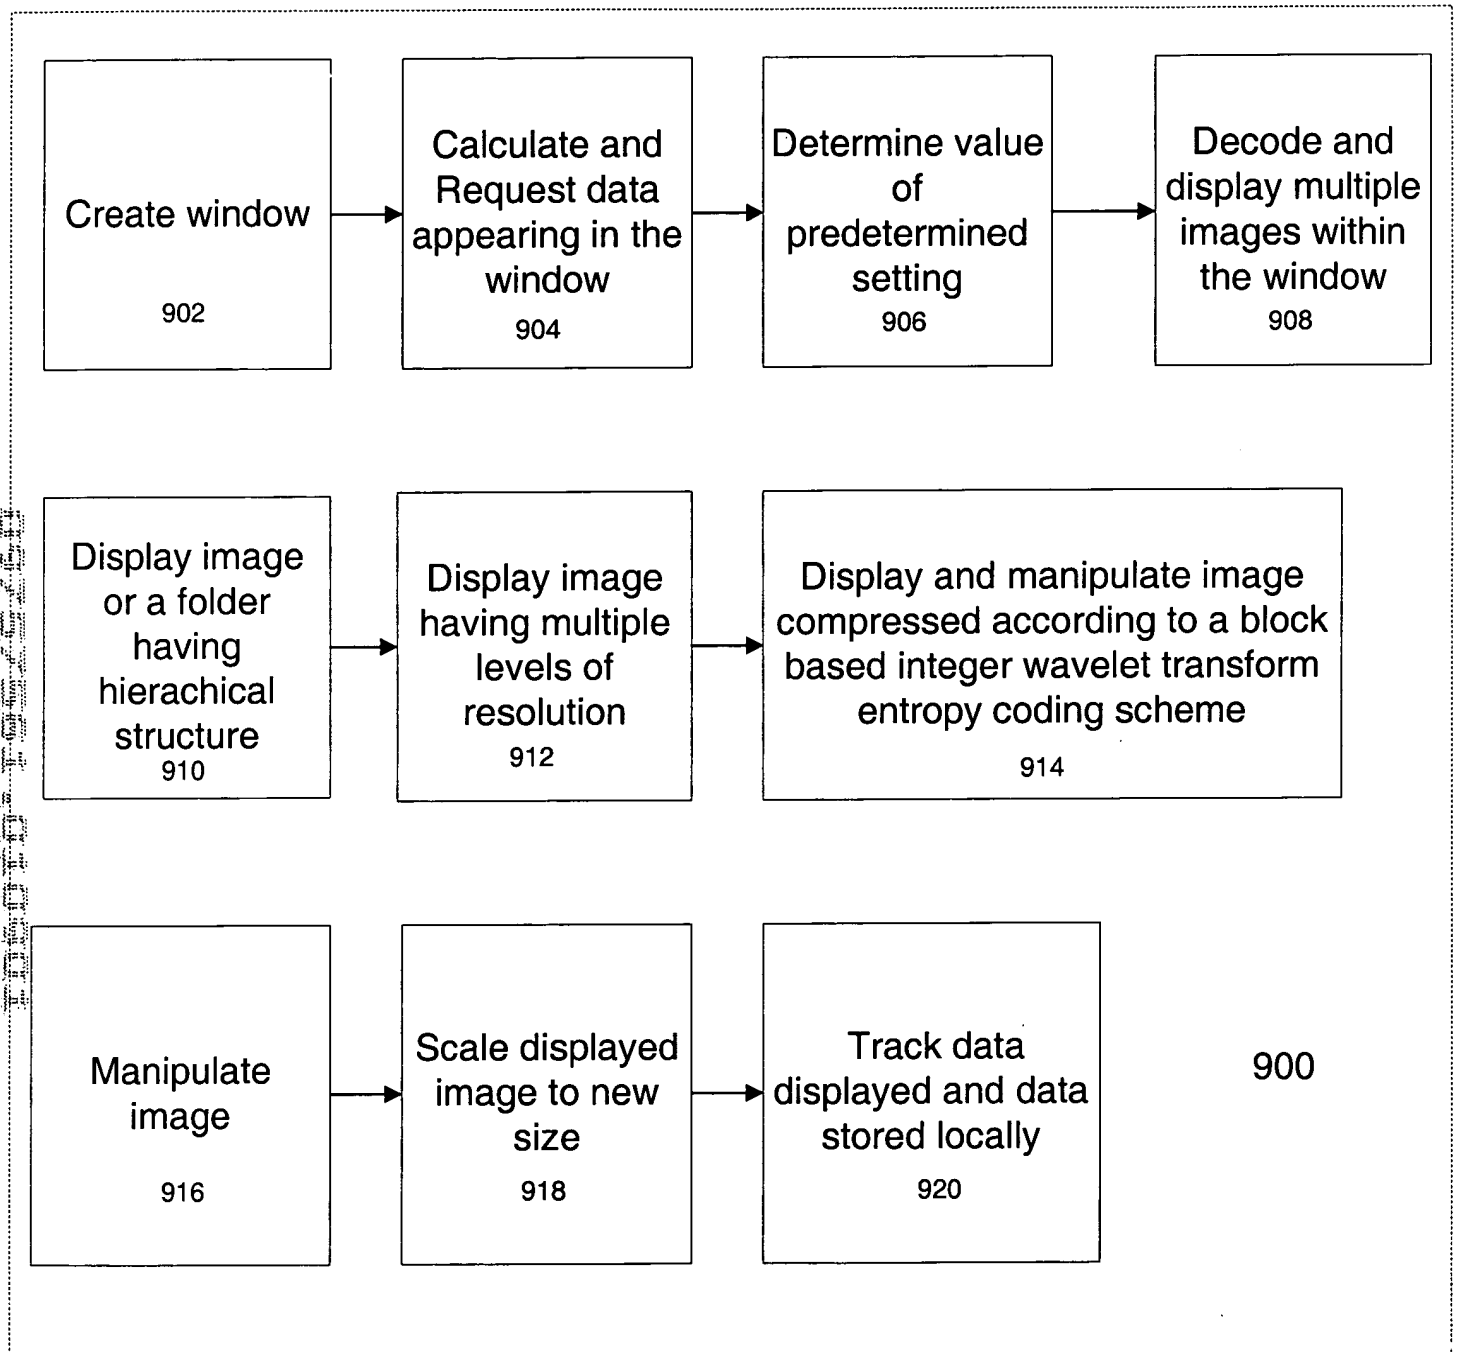 Create window
902
Calculate and
Request data
appearing in the
window
904
Determine value
of
predetermined
setting
906
Decode and
display multiple
images within
the window
908
Display image
or a folder
having
hierachical
structure
910
Display image
having multiple
levels of
resolution
912
Display and manipulate image
compressed according to a block
based integer wavelet transform
entropy coding scheme
914
Manipulate
image
916
Scale displayed
image to new
size
918
Track data
displayed and data
stored locally
920
900